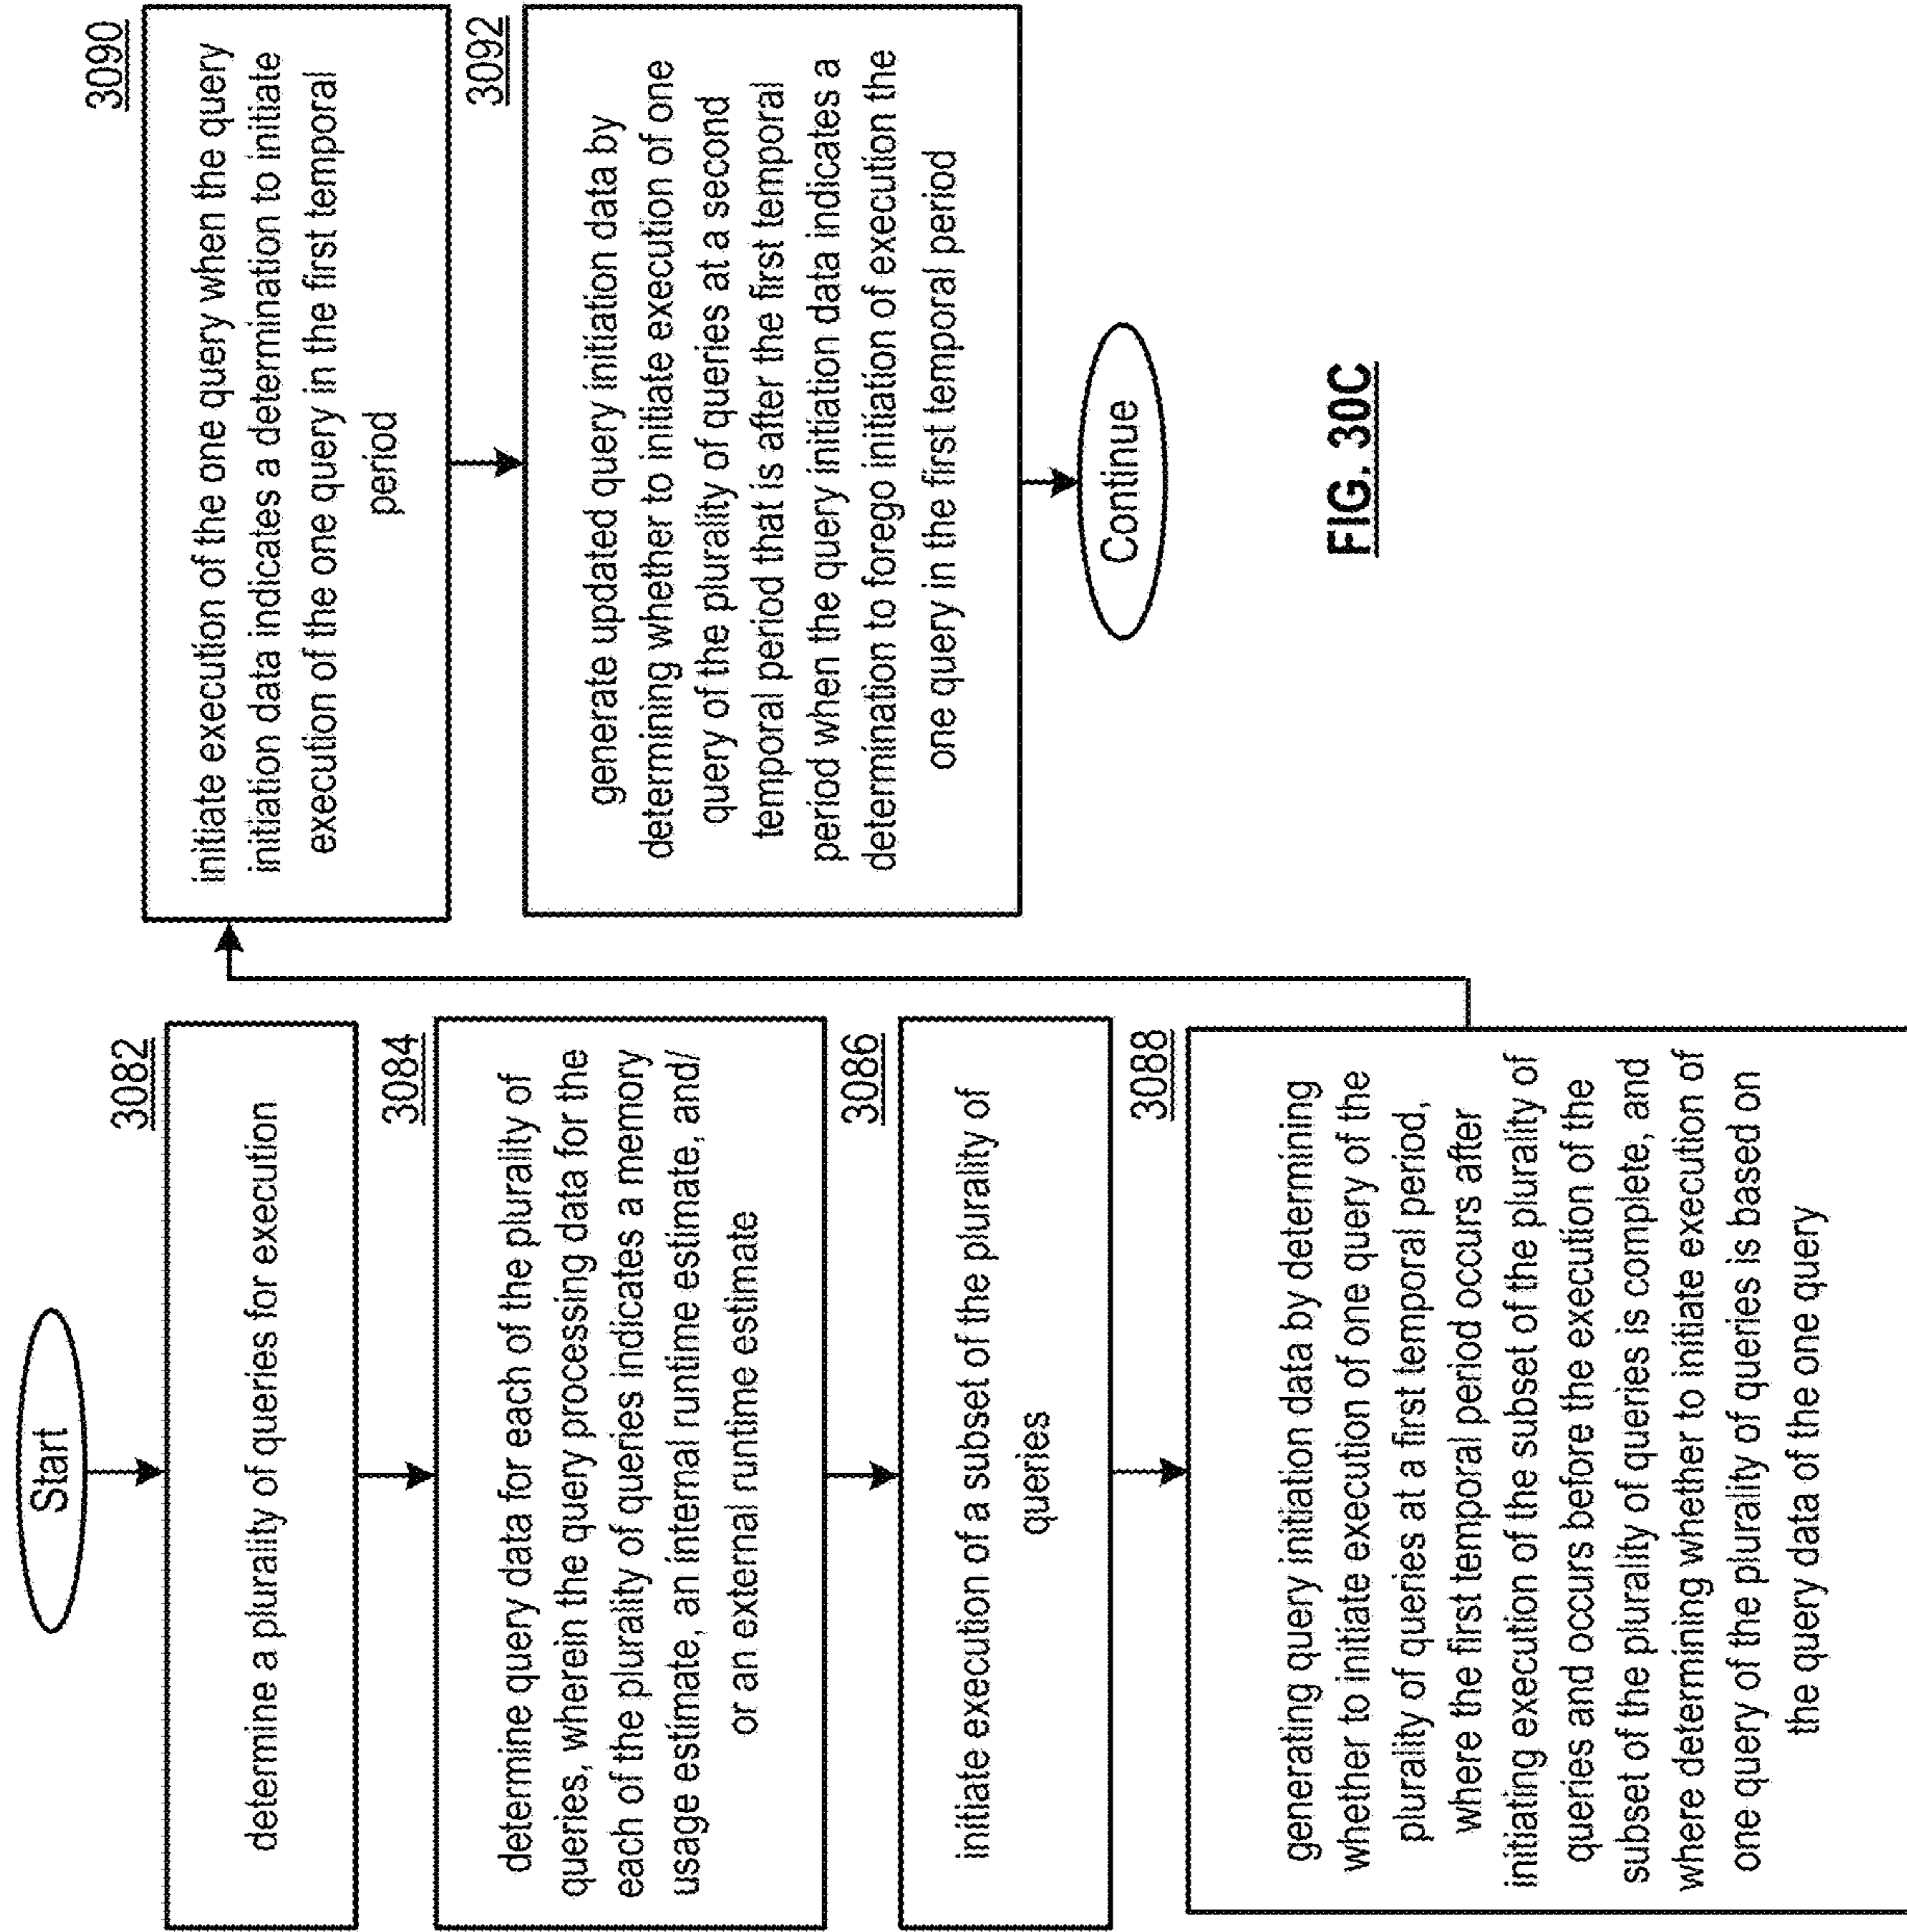 Start
3082
determine a plurality of queries for execution
3084
determine query data for each of the plurality of
queries, wherein the query processing data for the
each of the plurality of queries indicates a memory
usage estimate, an internal runtime estimate, and/
or an external runtime estimate
3086
initiate execution of a subset of the plurality of
queries
3088
generating query initiation data by determining
whether to initiate execution of one query of the
plurality of queries at a first temporal period,
where the first temporal period occurs after
initiating execution of the subset of the plurality of
queries and occurs before the execution of the
subset of the plurality of queries is complete, and
where determining whether to initiate execution of
one query of the plurality of queries is based on
the query data of the one query
3090
initiate execution of the one query when the query
initiation data indicates a determination to initiate
execution of the one query in the first temporal
period
3092
generate updated query initiation data by
determining whether to initiate execution of one
query of the plurality of queries at a second
temporal period that is after the first temporal
period when the query initiation data indicates a
determination to forego initiation of execution the
one query in the first temporal period
Continue
FIG. 30C